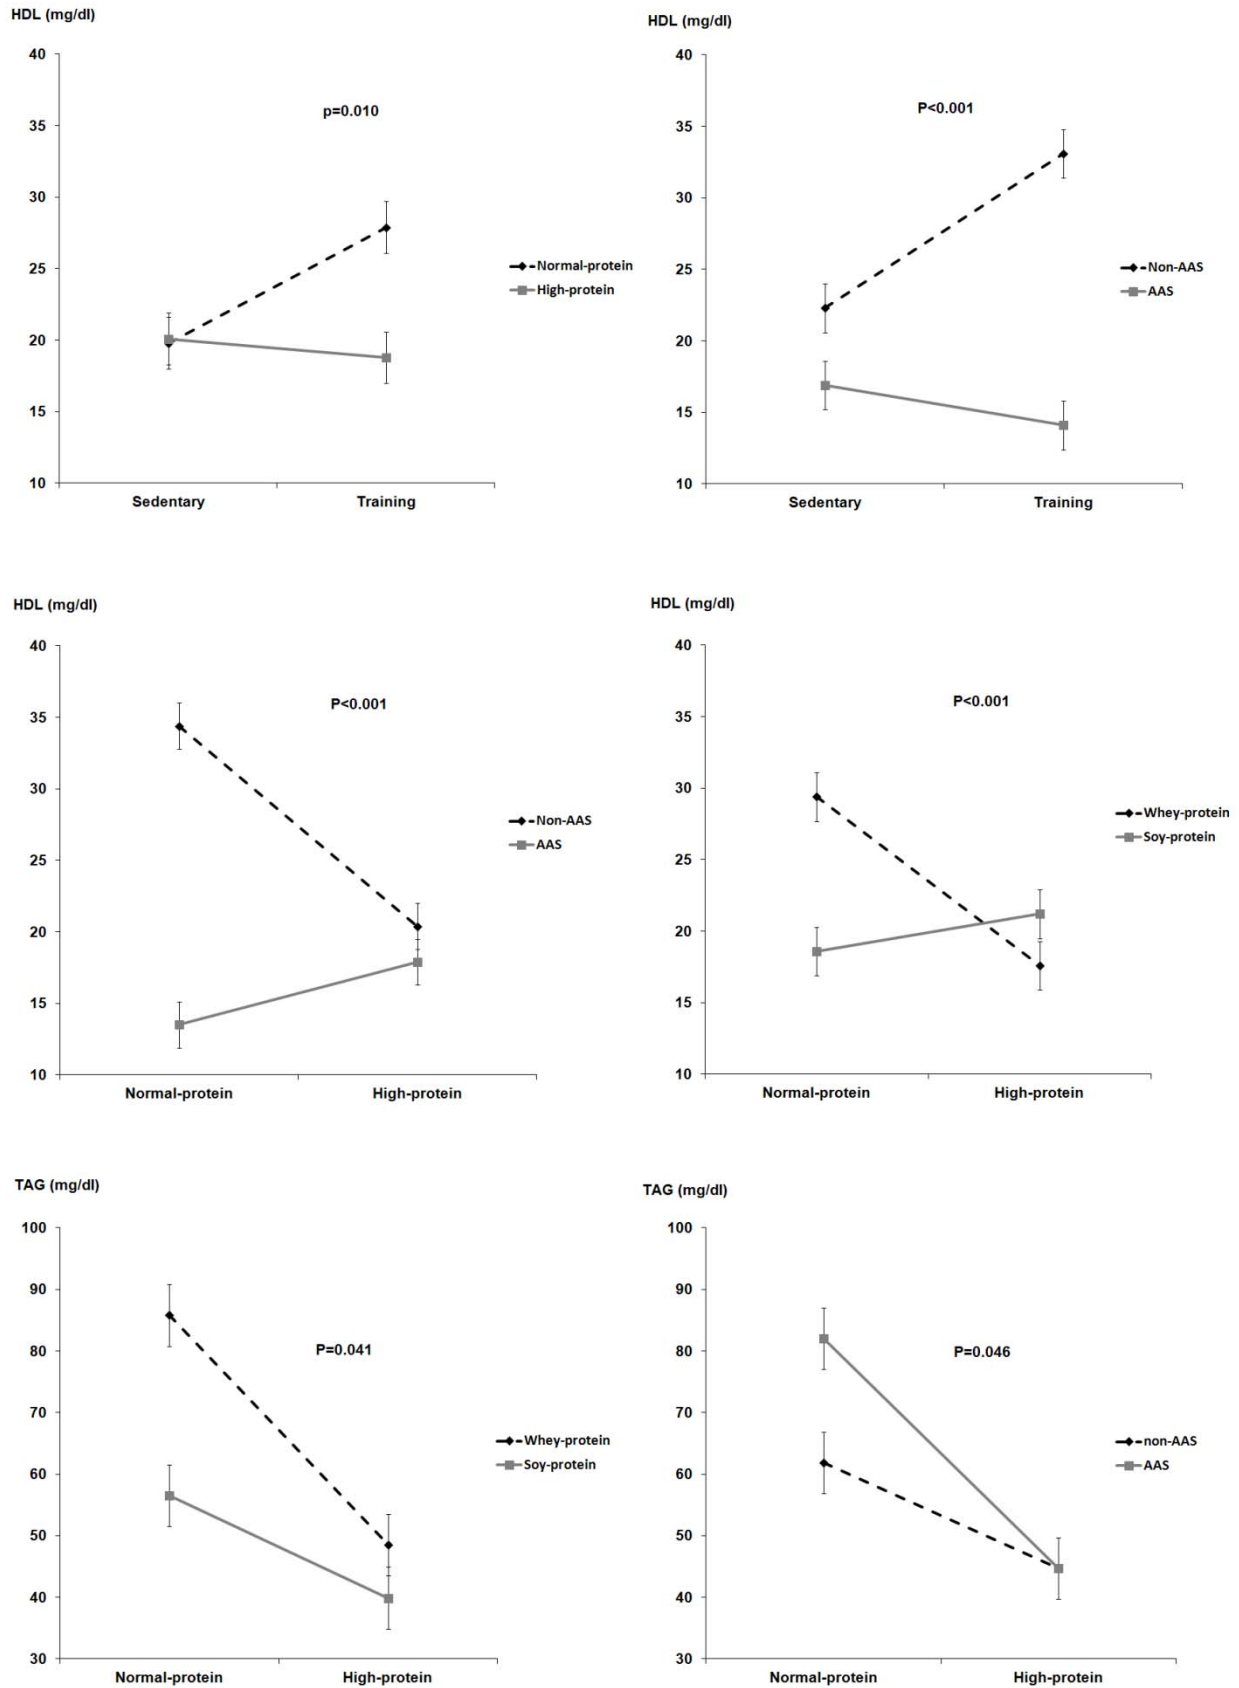 HDL (mg/dl)
40
35
30
25
20
15
10
p=0.010
Normal-protein
High-protein
Sedentary
Training
HDL (mg/dl)
40
35
30
25
20
15
10
P<0.001
Non-AAS
AAS
Sedentary
Training
HDL (mg/dl)
40
35
30
25
20
15
10
P<0.001
Non-AAS
AAS
Normal-protein
High-protein
HDL (mg/dl)
40
35
30
25
20
15
10
P<0.001
Whey-protein
Soy-protein
Normal-protein
High-protein
TAG (mg/dl)
100
90
80
70
60
50
40
30
P=0.041
Whey-protein
Soy-protein
Normal-protein
High-protein
TAG (mg/dl)
100
90
80
70
60
50
40
30
P=0.046
non-AAS
AAS
Normal-protein
High-protein